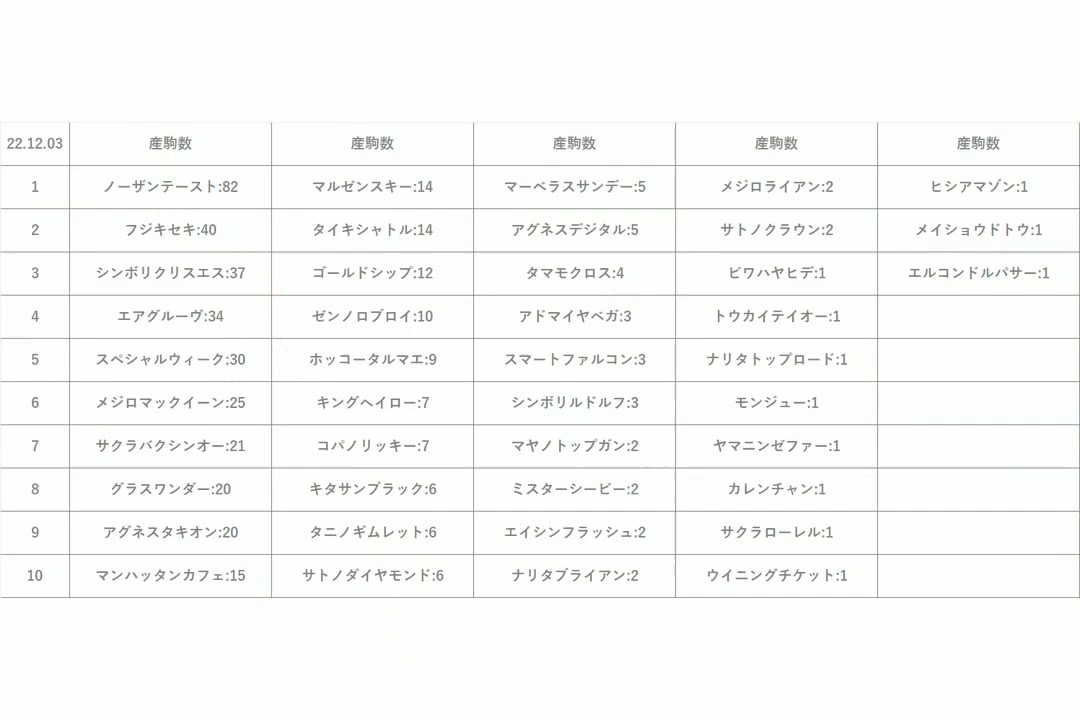 22.12.03 産駒数 産駒数 産駒数 産駒数 産駒数
1 ノーザンテースト:82 マルゼンスキー:14 マーベラスサンデー:5 メジロライアン:2 ヒシアマゾン:1
2 フジキセキ:40 タイキシャトル:14 アグネスデジタル:5 サトノクラウン:2 メイショウドトウ:1
3 シンボリクリスエス:37 ゴールドシップ:12 タマモクロス:4 ビワハヤヒデ:1 エルコンドルパサー:1
4 エアグルーヴ:34 ゼンノロブロイ:10 アドマイヤベガ:3 トウカイテイオー:1
5 スペシャルウィーク:30 ホッコータルマエ:9 スマートファルコン:3 ナリタトップロード:1
6 メジロマックイーン:25 キングヘイロー:7 シンボリルドルフ:3 モンジュー:1
7 サクラバクシンオー:21 コパノリッキー:7 マヤノトップガン:2 ヤマニンゼファー:1
8 グラスワンダー:20 キタサンブラック:6 ミスターシービー:2 カレンチャン:1
9 アグネスタキオン:20 タニノギムレット:6 エイシンフラッシュ:2 サクラローレル:1
10 マンハッタンカフェ:15 サトノダイヤモンド:6 ナリタブライアン:2 ウイニングチケット:1